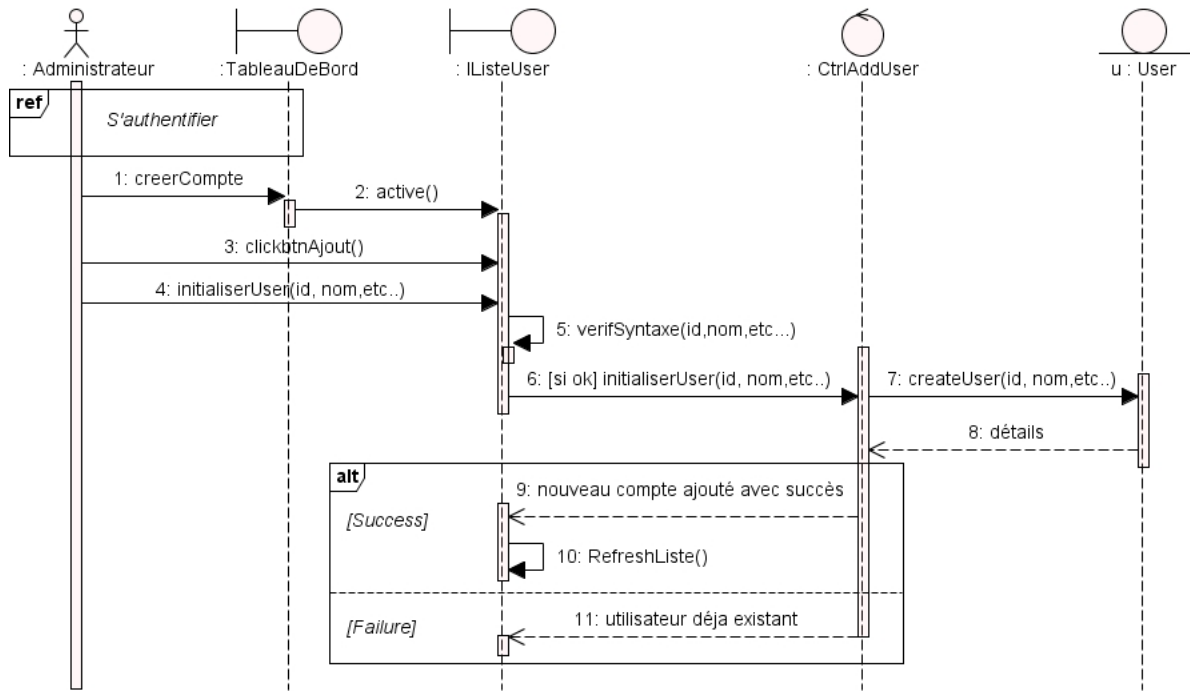 : Administrateur
:TableauDeBord
: IListeUser
: CtrlAddUser
u : User
ref
S'authentifier
1: creerCompte
2: active()
3: clickbtnAjout()
4: initialiserUser(id, nom,etc..)
5: verifSyntaxe(id,nom,etc...)
6: [si ok] initialiserUser(id, nom,etc..)
7: createUser(id, nom,etc..)
8: détails
alt
9: nouveau compte ajouté avec succès
[Success]
10: RefreshListe()
11: utilisateur déja existant
[Failure]